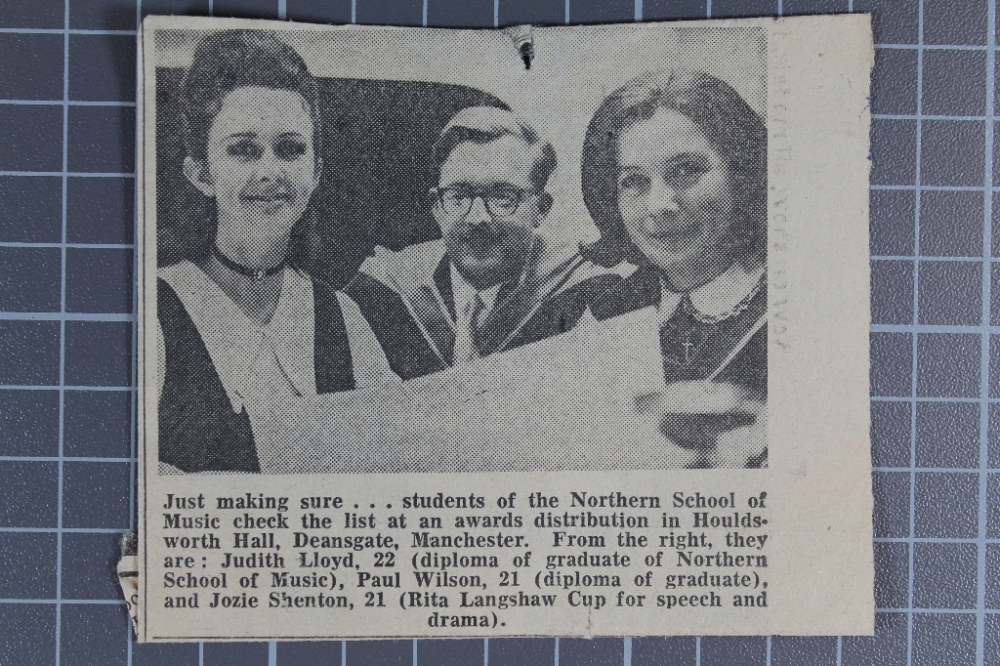 Just making sure . . . students of the Northern School of
Music check the list at an awards distribution in Houlds-
worth Hall, Deansgate, Manchester. From the right, they
are : Judith Lloyd, 22 (diploma of graduate of Northern
School of Music), Paul Wilson, 21 (diploma of graduate),
and Jozie Shenton, 21 (Rita Langshaw Cup for speech and
drama).